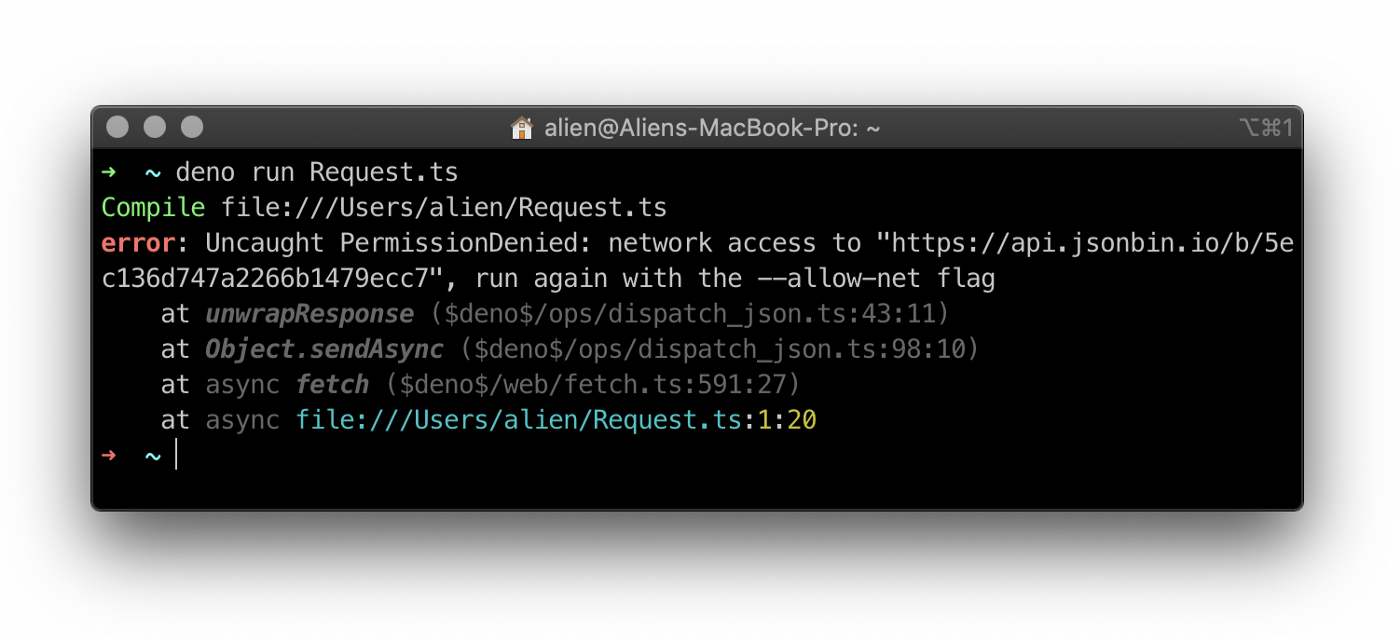 alien@Aliens-MacBook-Pro: ~
⌥⌘1
➜ ~ deno run Request.ts
Compile file:///Users/alien/Request.ts
error: Uncaught PermissionDenied: network access to "https://api.jsonbin.io/b/5e
c136d747a2266b1479ecc7", run again with the --allow-net flag
at unwrapResponse ($deno$/ops/dispatch_json.ts:43:11)
at Object.sendAsync ($deno$/ops/dispatch_json.ts:98:10)
at async fetch ($deno$/web/fetch.ts:591:27)
at async file:///Users/alien/Request.ts:1:20
➜ ~